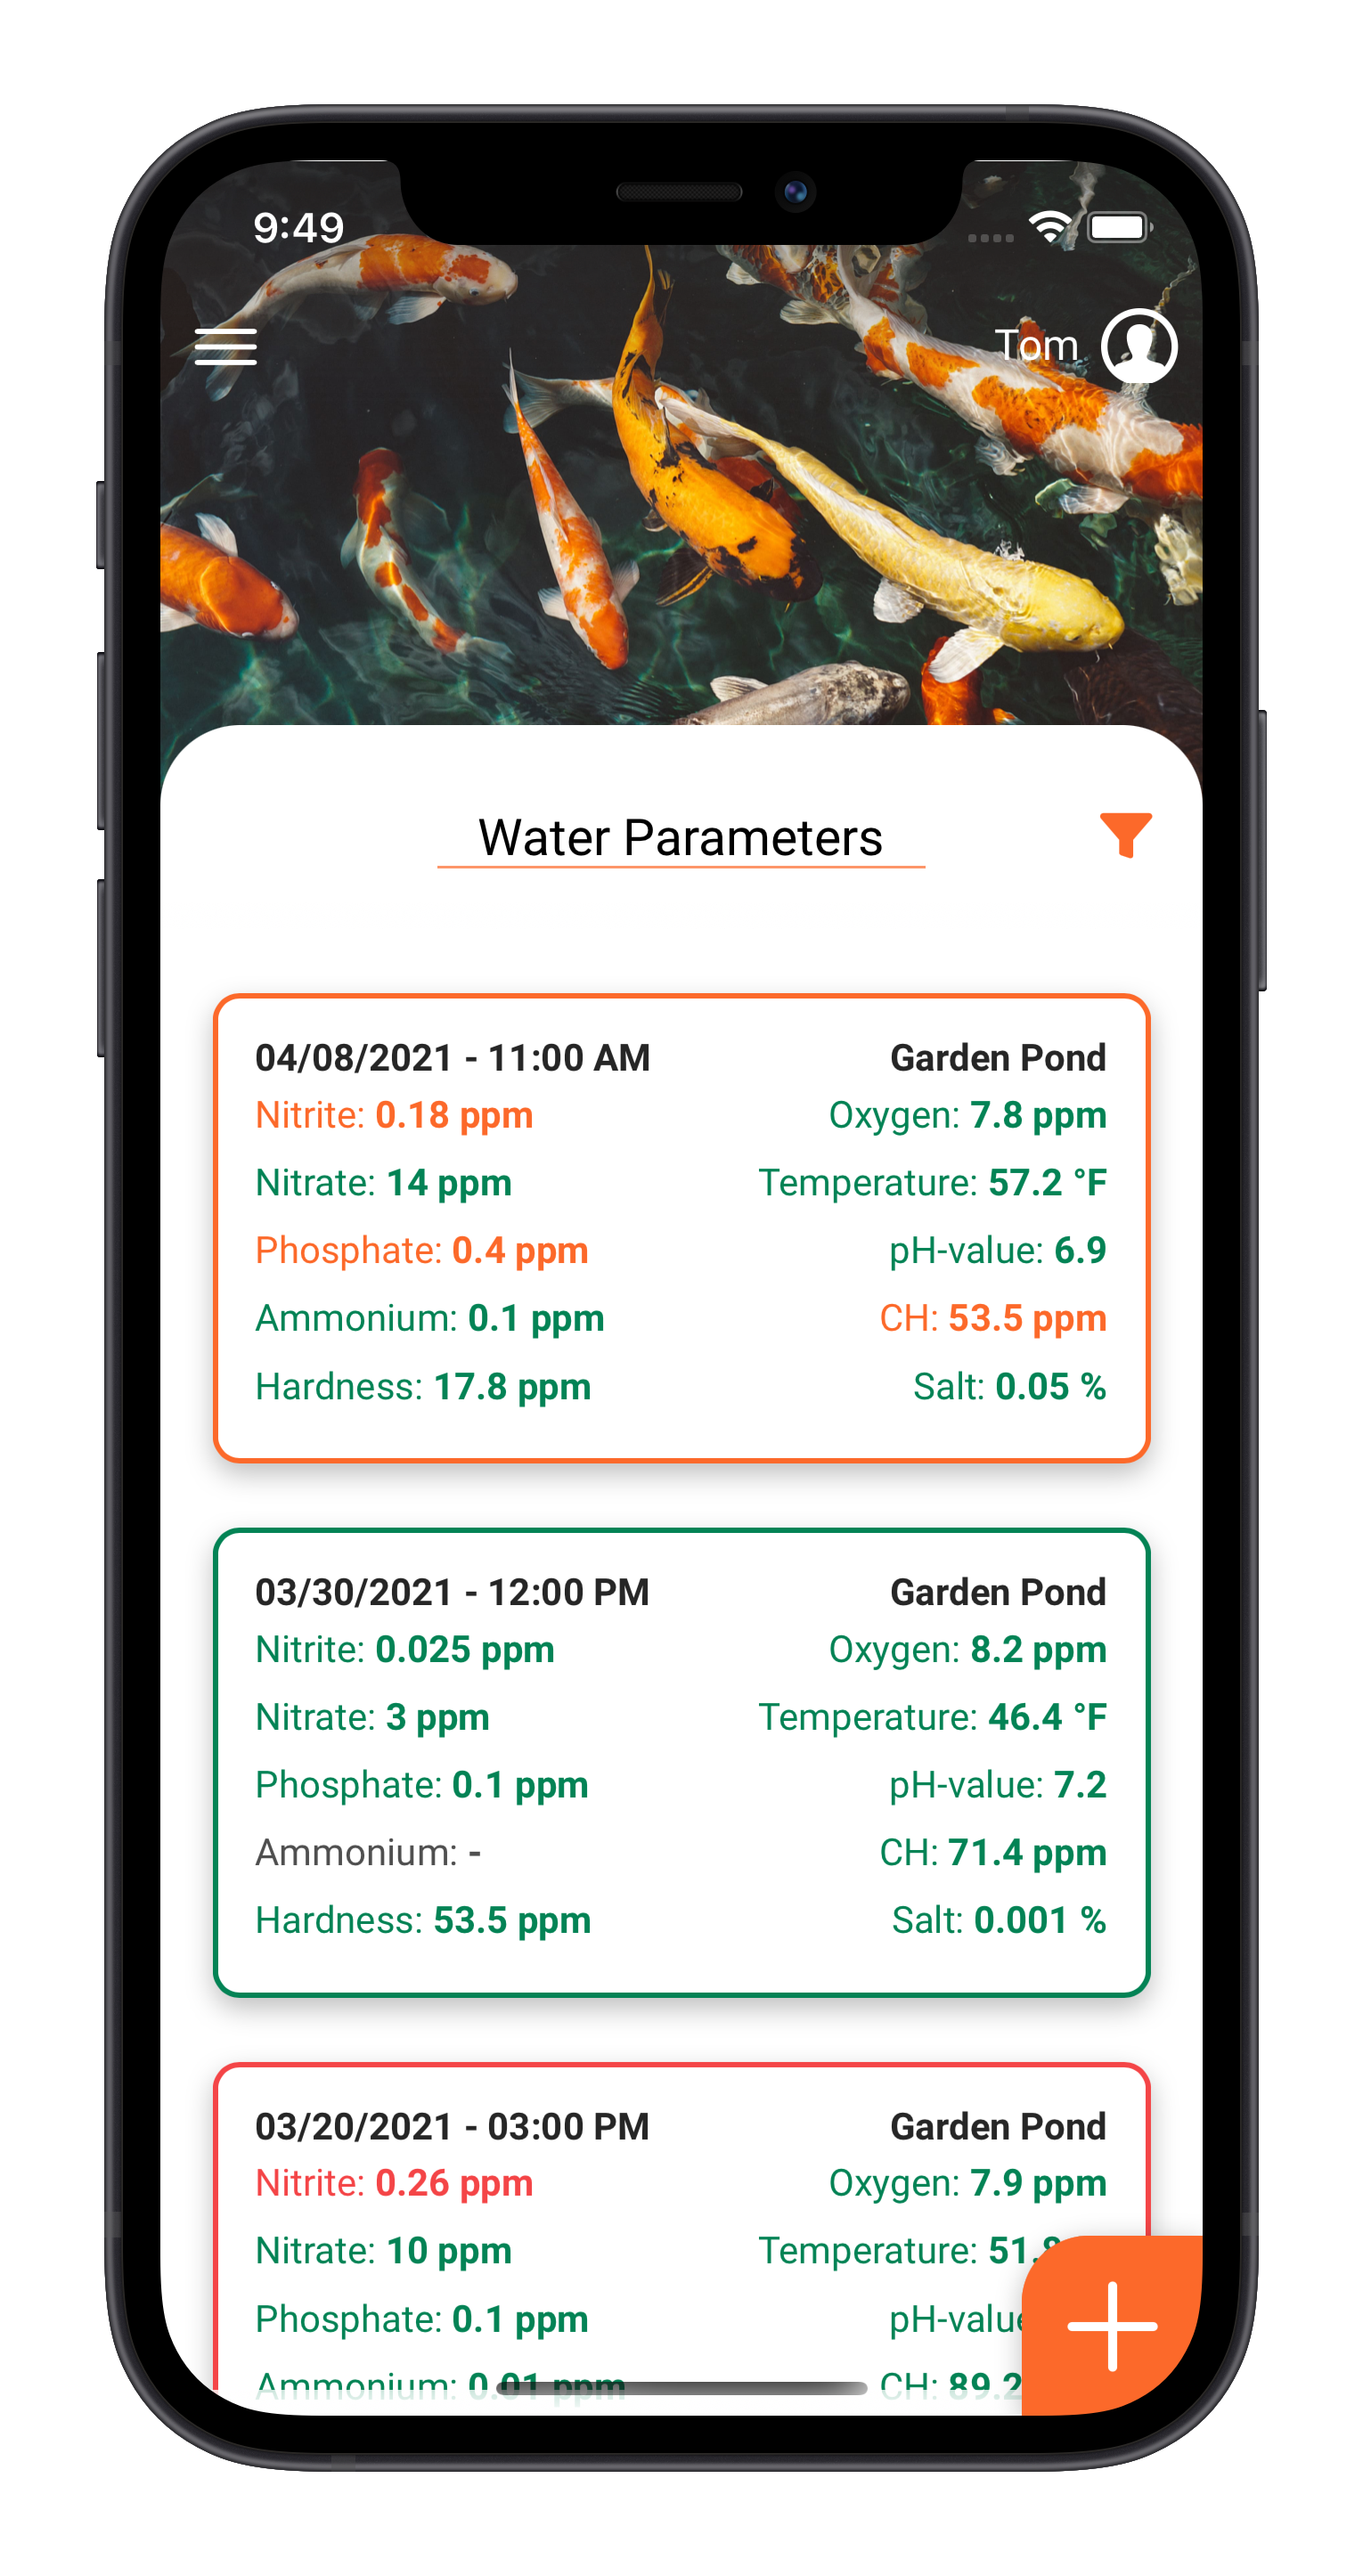 9:49
Tom
Water Parameters
04/08/2021 - 11:00 AM Garden Pond
Nitrite: 0.18 ppm Oxygen: 7.8 ppm
Nitrate: 14 ppm Temperature: 57.2 °F
Phosphate: 0.4 ppm pH-value: 6.9
Ammonium: 0.1 ppm CH: 53.5 ppm
Hardness: 17.8 ppm Salt: 0.05 %
03/30/2021 - 12:00 PM Garden Pond
Nitrite: 0.025 ppm Oxygen: 8.2 ppm
Nitrate: 3 ppm Temperature: 46.4 °F
Phosphate: 0.1 ppm pH-value: 7.2
Ammonium: - CH: 71.4 ppm
Hardness: 53.5 ppm Salt: 0.001 %
03/20/2021 - 03:00 PM Garden Pond
Nitrite: 0.26 ppm Oxygen: 7.9 ppm
Nitrate: 10 ppm Temperature:
Phosphate: 0.1 ppm pH-value
Ammonium: 0.01 ppm CH: 89.2